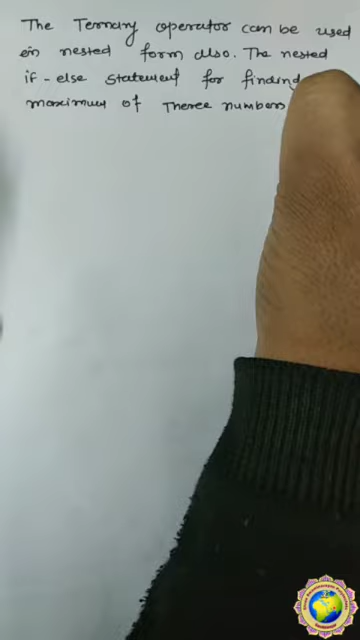 The Ternary operator can be used
in nested form also. The nested
if-else statement for finding
maximum of Theree numbers